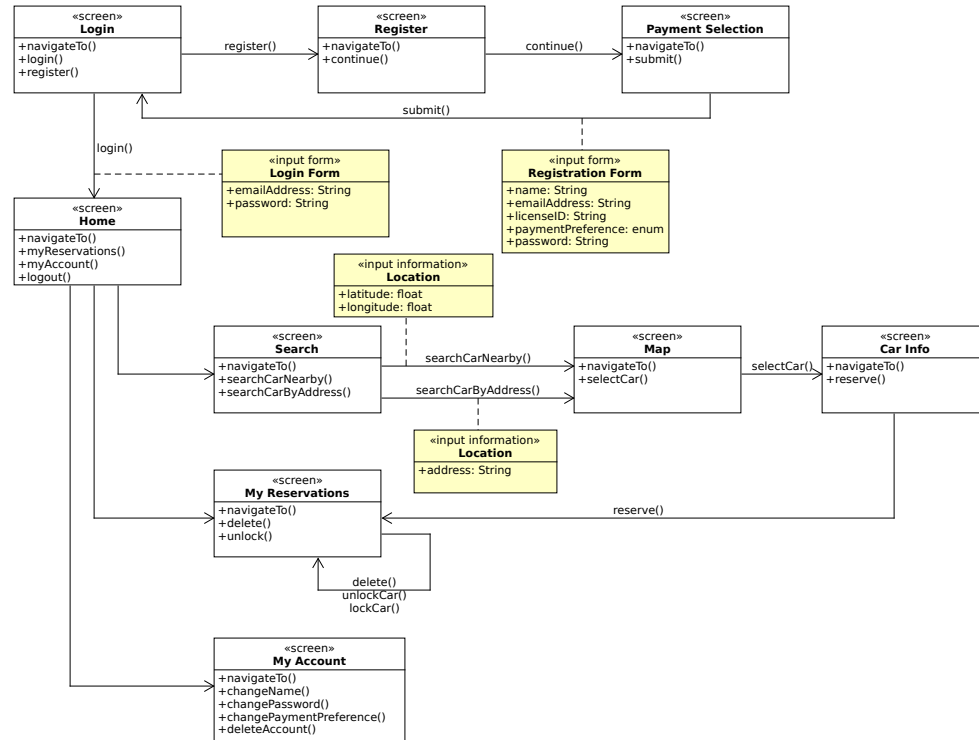 «screen»
Login
+navigateTo()
+login()
+register()
register()
«screen»
Register
+navigateTo()
+continue()
continue()
«screen»
Payment Selection
+navigateTo()
+submit()
submit()
login()
«input form»
Login Form
+emailAddress: String
+password: String
«input form»
Registration Form
+name: String
+emailAddress: String
+licenseID: String
+paymentPreference: enum
+password: String
«screen»
Home
+navigateTo()
+myReservations()
+myAccount()
+logout()
«input information»
Location
+latitude: float
+longitude: float
«screen»
Search
+navigateTo()
+searchCarNearby()
+searchCarByAddress()
searchCarNearby()
searchCarByAddress()
«screen»
Map
+navigateTo()
+selectCar()
selectCar()
«screen»
Car Info
+navigateTo()
+reserve()
«input information»
Location
+address: String
«screen»
My Reservations
+navigateTo()
+delete()
+unlock()
reserve()
delete()
unlockCar()
lockCar()
«screen»
My Account
+navigateTo()
+changeName()
+changePassword()
+changePaymentPreference()
+deleteAccount()